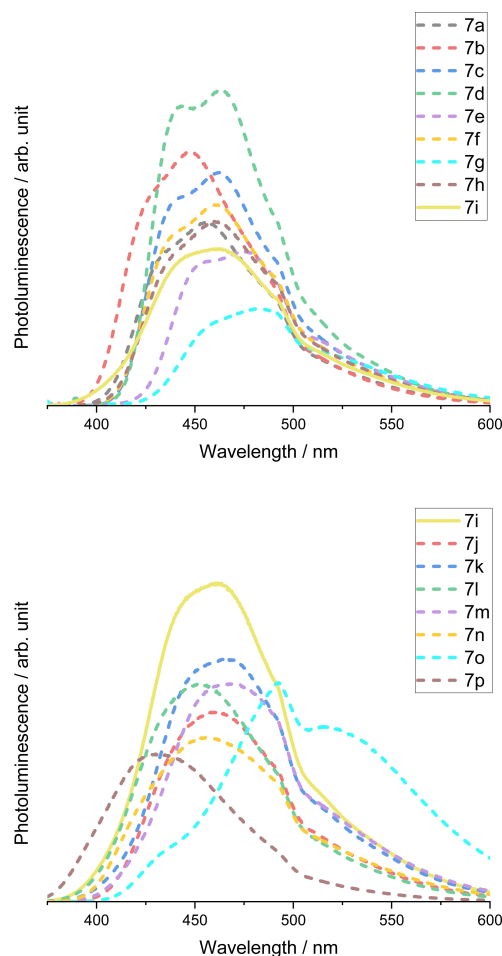 7a
7b
7c
7d
7e
7f
7g
7h
7i
Photoluminescence / arb. unit
400 450 500 550 600
Wavelength / nm
7i
7j
7k
7l
7m
7n
7o
7p
Photoluminescence / arb. unit
400 450 500 550 600
Wavelength / nm